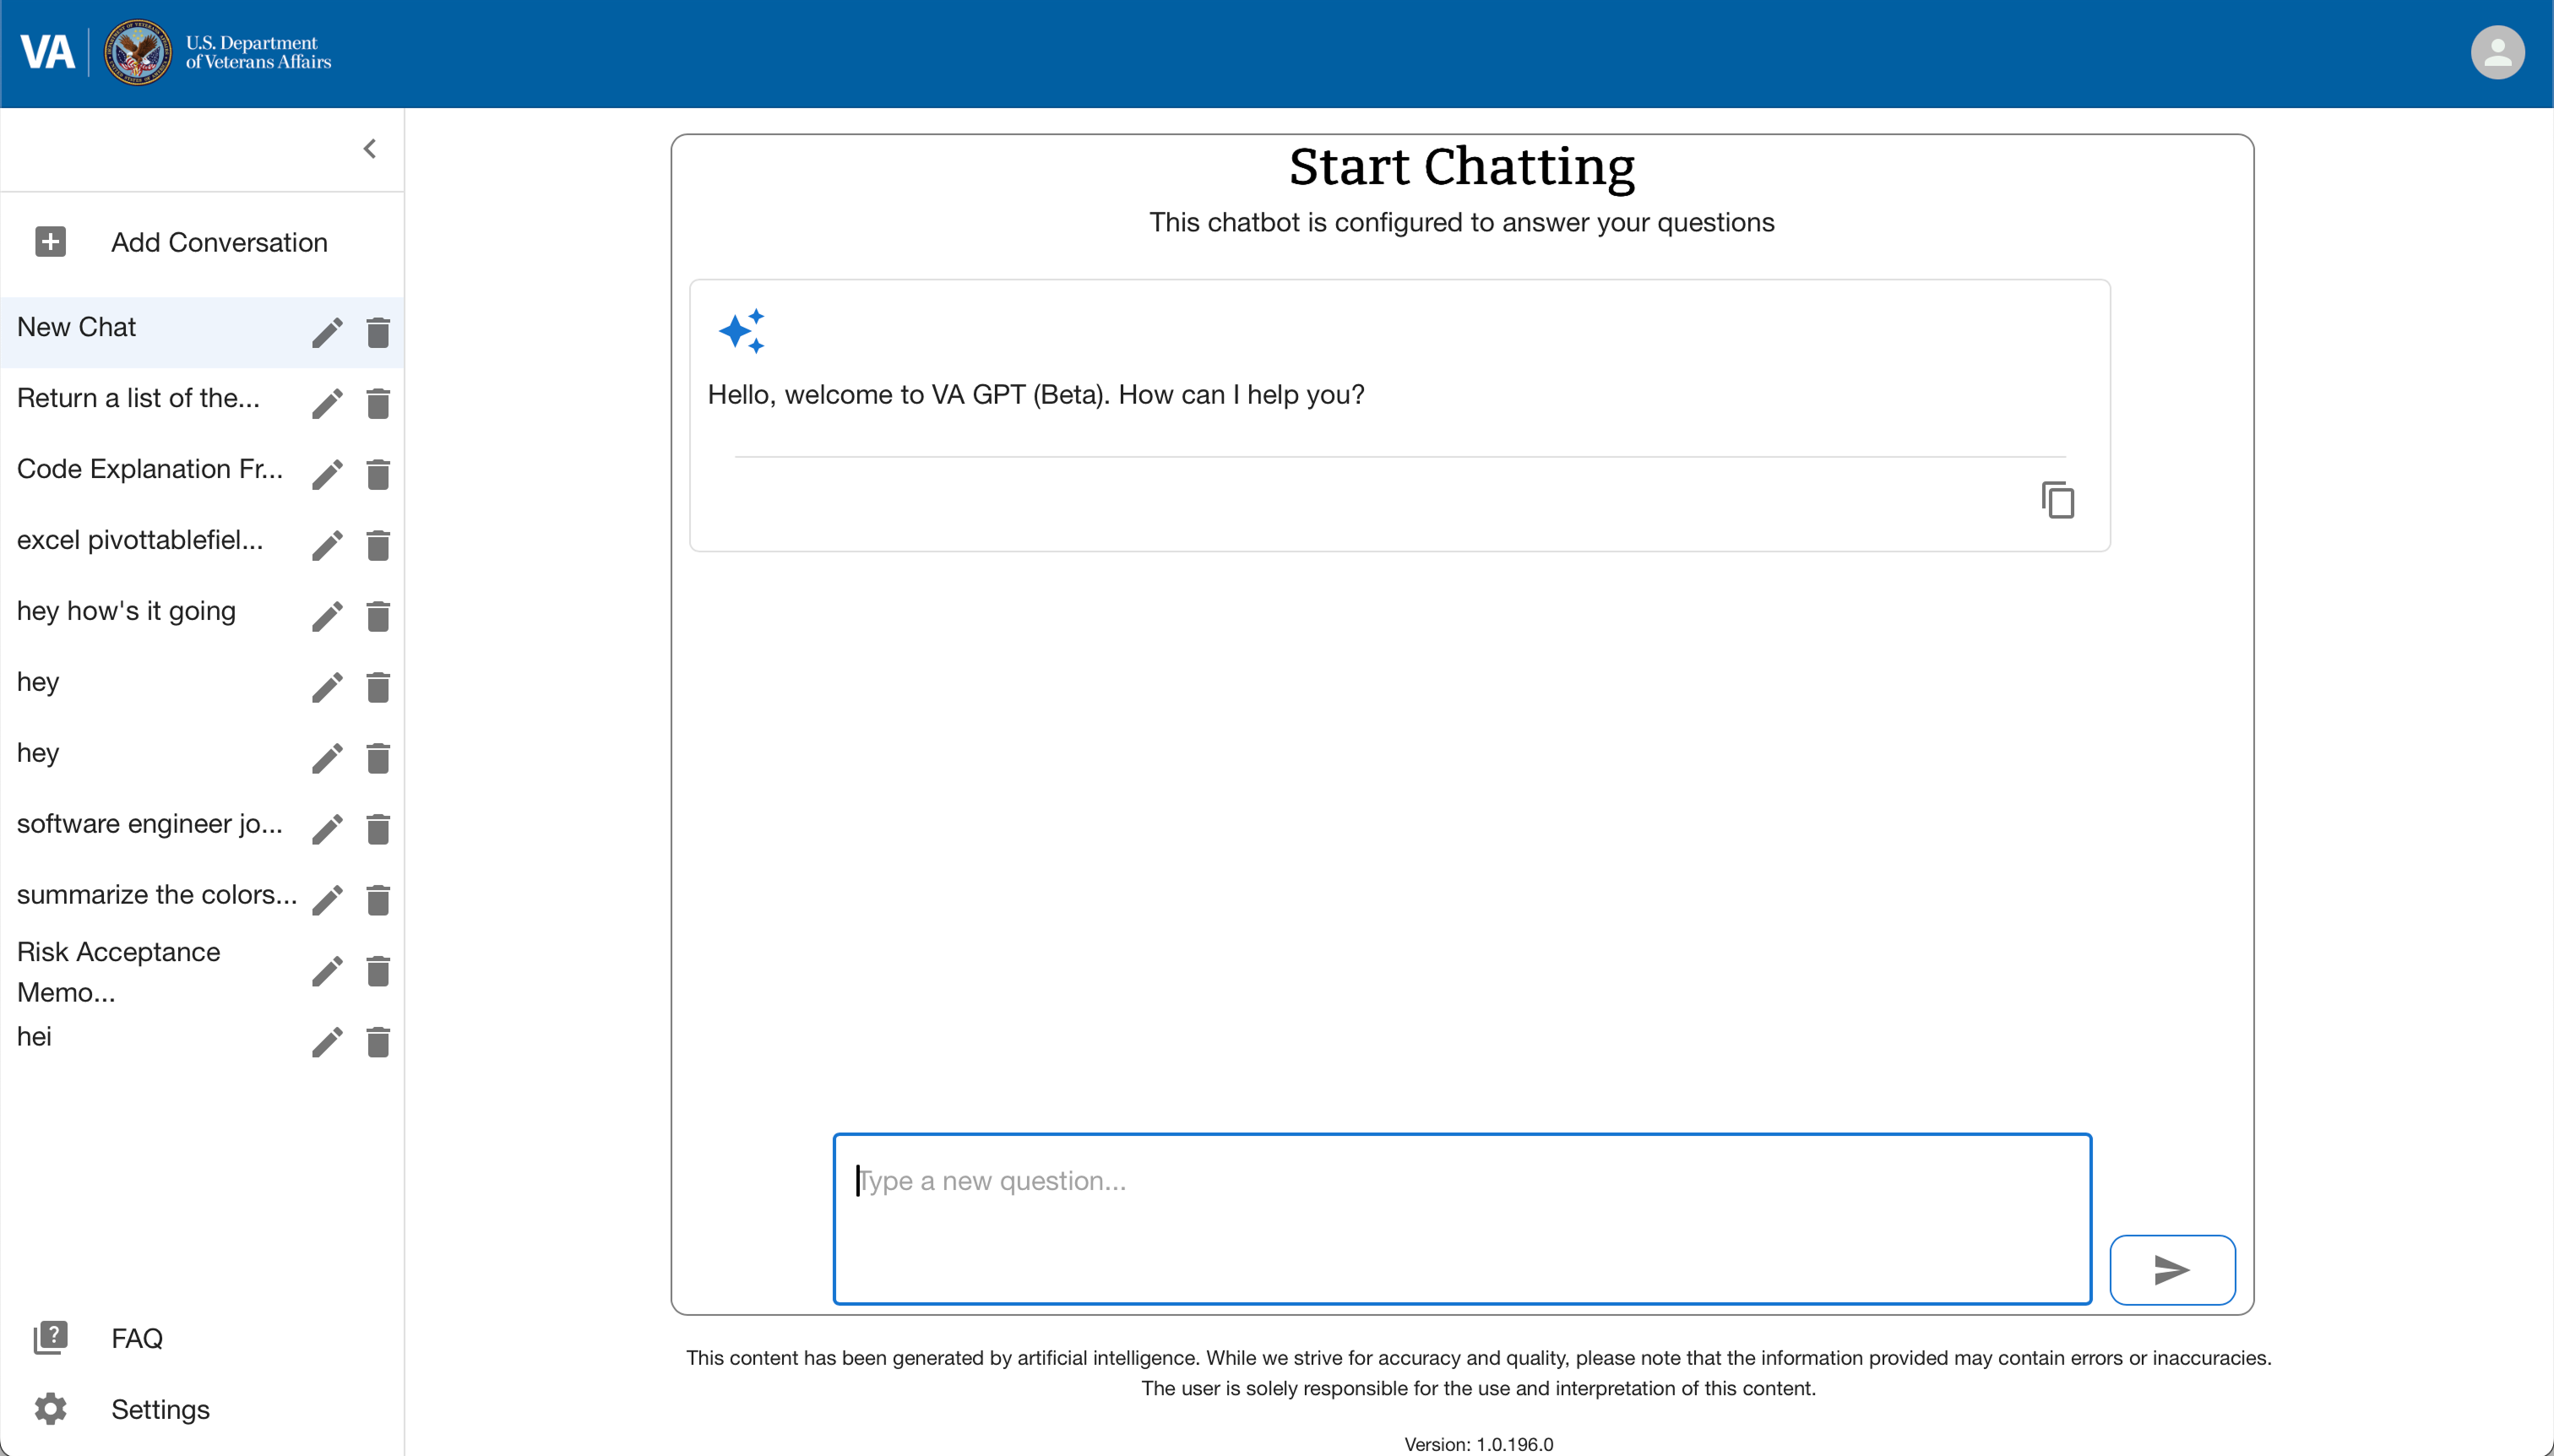 VA
U.S. Department
of Veterans Affairs
Add Conversation
New Chat
Return a list of the...
Code Explanation Fr...
excel pivottablefiel...
hey how's it going
hey
hey
software engineer jo...
summarize the colors...
Risk Acceptance
Memo...
hei
FAQ
Settings
Start Chatting
This chatbot is configured to answer your questions
Hello, welcome to VA GPT (Beta). How can I help you?
Type a new question...
This content has been generated by artificial intelligence. While we strive for accuracy and quality, please note that the information provided may contain errors or inaccuracies.
The user is solely responsible for the use and interpretation of this content.
Version: 1.0.196.0